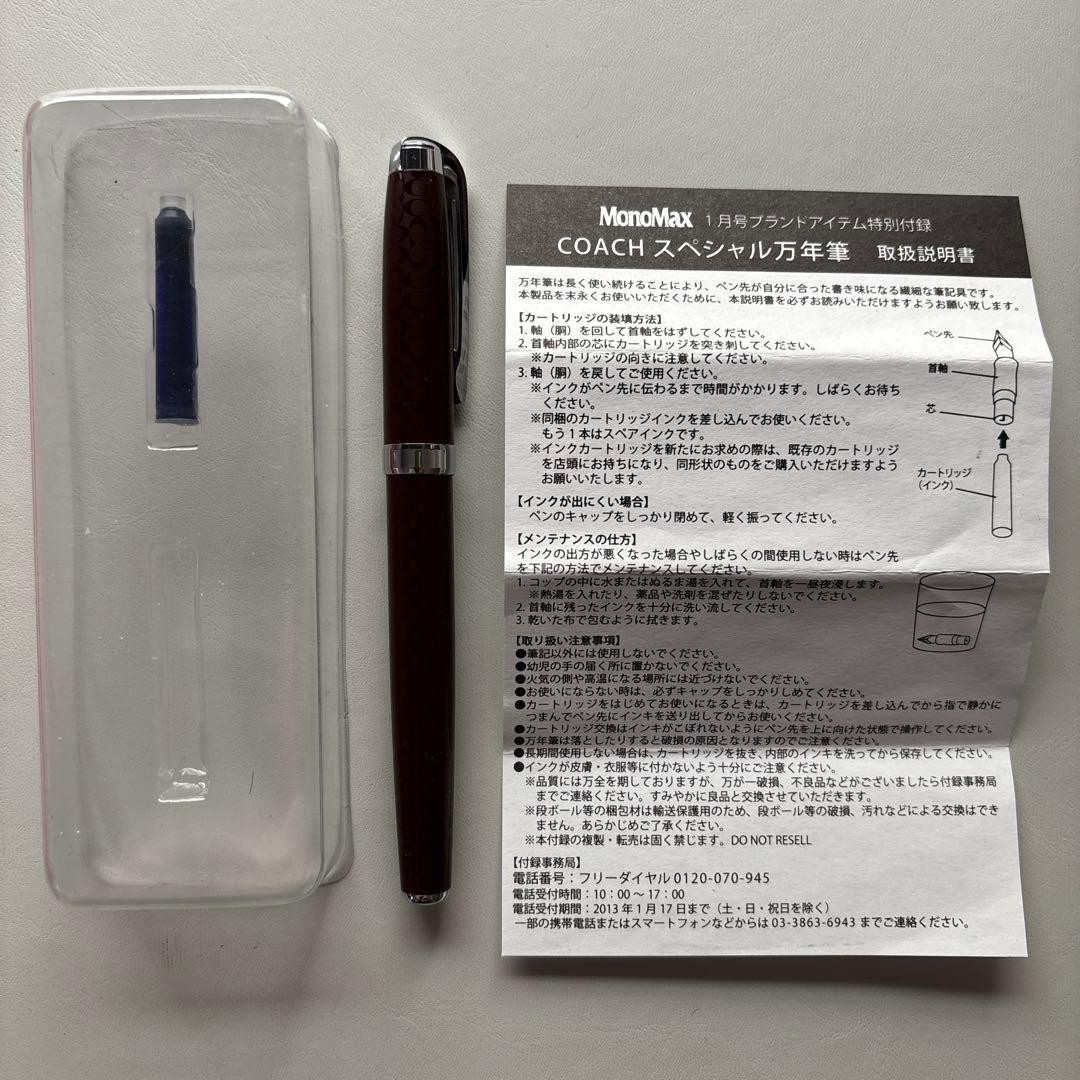 MonoMax 1月号ブランドアイテム特別付録
COACH スペシャル万年筆 取扱説明書
万年筆は長く使い続けることにより、ペン先が自分に合った書き味になる繊細な筆記具です。
本製品を末永くお使いいただくために、本説明書を必ずお読みいただけますようお願い致します。
【カートリッジの装填方法】
1. 軸（胴）を回して首軸をはずしてください。
2. 首軸内部の芯にカートリッジを突き刺してください。
※カートリッジの向きに注意してください。
3. 軸（胴）を戻してご使用ください。
※インクがペン先に伝わるまで時間がかかります。しばらくお待ち
ください。
※同梱のカートリッジインクを差し込んでお使いください。
もう1本はスペアインクです。
※インクカートリッジを新たにお求めの際は、既存のカートリッジ
を店頭にお持ちになり、同形状のものをご購入いただけますよう
お願いいたします。
ペン先
首軸
芯
カートリッジ
（インク）
【インクが出にくい場合】
ペンのキャップをしっかり閉めて、軽く振ってください。
【メンテナンスの仕方】
インクの出方が悪くなった場合やしばらくの間使用しない時はペン先
を下記の方法でメンテナンスしてください。
1. コップの中に水またはぬるま湯を入れて、首軸を一昼夜浸します。
※熱湯を入れたり、薬品や洗剤を混ぜたりしないでください。
2. 首軸に残ったインクを十分に洗い流してください。
3. 乾いた布で包むように拭きます。
【取り扱い注意事項】
●筆記以外には使用しないでください。
●幼児の手の届く所に置かないでください。
●火気の側や高温になる場所には近づけないでください。
●お使いにならない時は、必ずキャップをしっかりしめてください。
●カートリッジをはじめてお使いになるときは、カートリッジを差し込んでから指で静かに
つまんでペン先にインキを送り出してからお使いください。
●カートリッジ交換はインキがこぼれないようにペン先を上に向けた状態で操作してください。
●万年筆は落としたりすると破損の原因となりますのでご注意ください。
●長期間使用しない場合は、カートリッジを抜き、内部のインキを洗ってから保存してください。
●インクが皮膚・衣服等に付かないよう十分にご注意ください。
※品質には万全を期しておりますが、万が一破損、不良品などがございましたら付録事務局
までご連絡ください。すみやかに良品と交換させていただきます。
※段ボール等の梱包材は輸送保護用のため、段ボール等の破損、汚れなどによる交換はでき
ません。あらかじめご了承ください。
※本付録の複製・転売は固く禁じます。DO NOT RESELL
【付録事務局】
電話番号：フリーダイヤル 0120-070-945
電話受付時間：10：00～17：00
電話受付期間：2013年1月17日まで（土・日・祝日を除く）
一部の携帯電話またはスマートフォンなどからは 03-3863-6943 までご連絡ください。